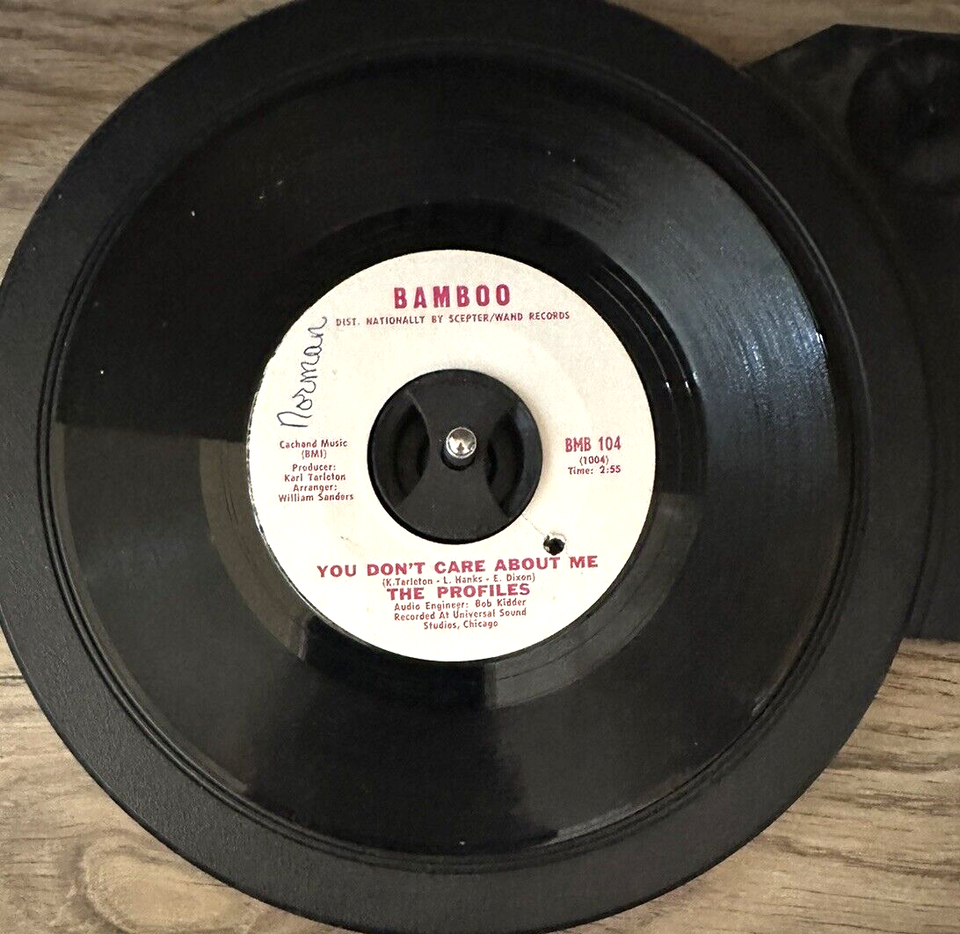 BAMBOO
DIST. NATIONALLY BY SCEPTER/WAND RECORDS
Norman
Cachand Music
(BMI)
Producer:
Karl Tarleton
Arranger:
William Sanders
BMB 104
(1004)
Time: 2:55
YOU DON'T CARE ABOUT ME
(K. Tarleton - L. Hanks - E. Dixon)
THE PROFILES
Audio Engineer: Bob Kidder
Recorded At Universal Sound
Studios, Chicago